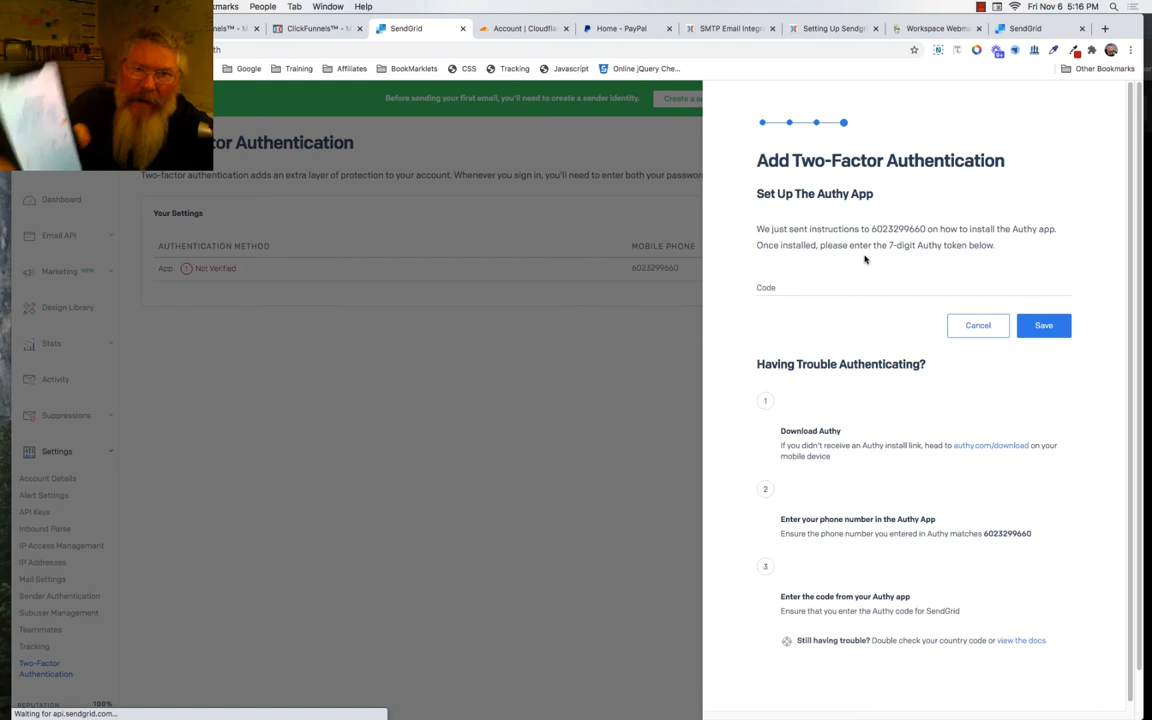 bookmarks People Tab Window Help Fri Nov 6 5:16 PM
ClickFunnels™ - M SendGrid Account | Cloudfla Home - PayPal SMTP Email Integr Setting Up Sendgr Workspace Webma SendGrid
Google Training Affiliates BookMarklets CSS Tracking Javascript Online jQuery Che... Other Bookmarks
Before sending your first email, you'll need to create a sender identity. Create a
or Authentication
Two-factor authentication adds an extra layer of protection to your account. Whenever you sign in, you'll need to enter both your passwor
Your Settings
AUTHENTICATION METHOD MOBILE PHONE
App Not Verified 6023299660
Dashboard
Email API
Marketing NEW
Design Library
Stats
Activity
Suppressions
Settings
Account Details
Alert Settings
API Keys
Inbound Parse
IP Access Management
IP Addresses
Mail Settings
Sender Authentication
Subuser Management
Teammates
Tracking
Two-Factor
Authentication
REPUTATION 100%
Waiting for api.sendgrid.com...
Add Two-Factor Authentication
Set Up The Authy App
We just sent instructions to 6023299660 on how to install the Authy app.
Once installed, please enter the 7-digit Authy token below.
Code
Cancel Save
Having Trouble Authenticating?
1
Download Authy
If you didn't receive an Authy install link, head to authy.com/download on your
mobile device
2
Enter your phone number in the Authy App
Ensure the phone number you entered in Authy matches 6023299660
3
Enter the code from your Authy app
Ensure that you enter the Authy code for SendGrid
Still having trouble? Double check your country code or view the docs